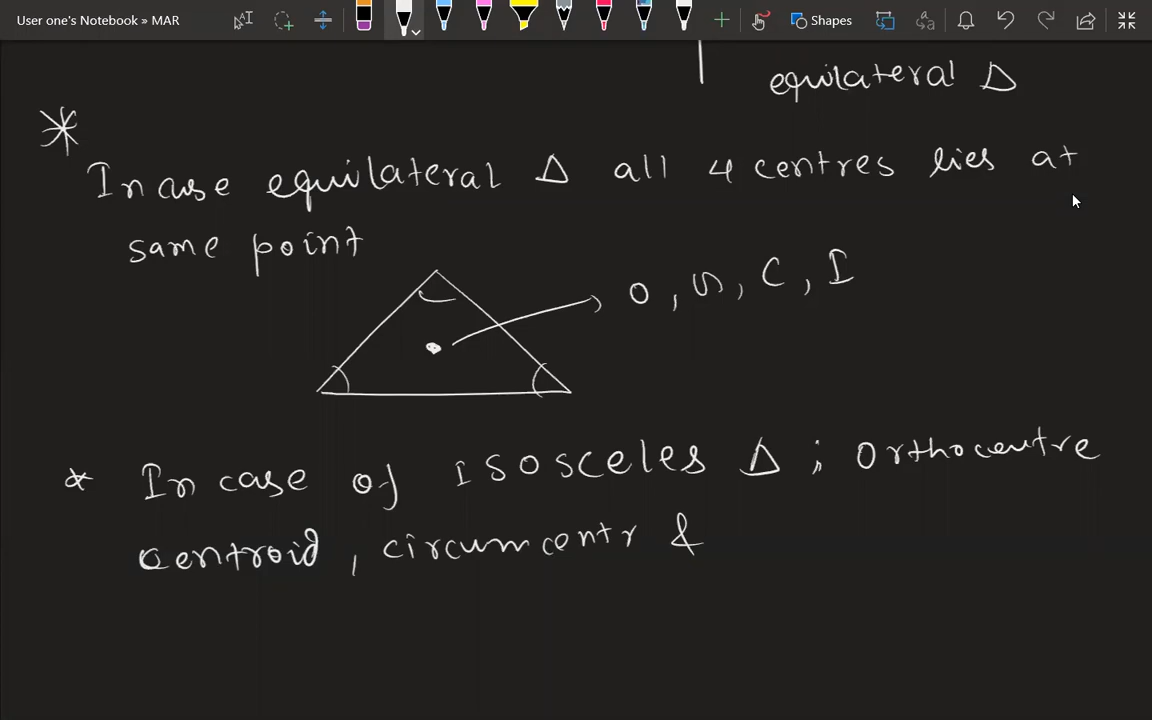 User one's Notebook » MAR
Shapes
equilateral Δ
*
In case equilateral Δ all 4 centres lies at
same point
O, S, C, I
* In case of isosceles Δ ; Orthocentre
centroid, circumcentr &